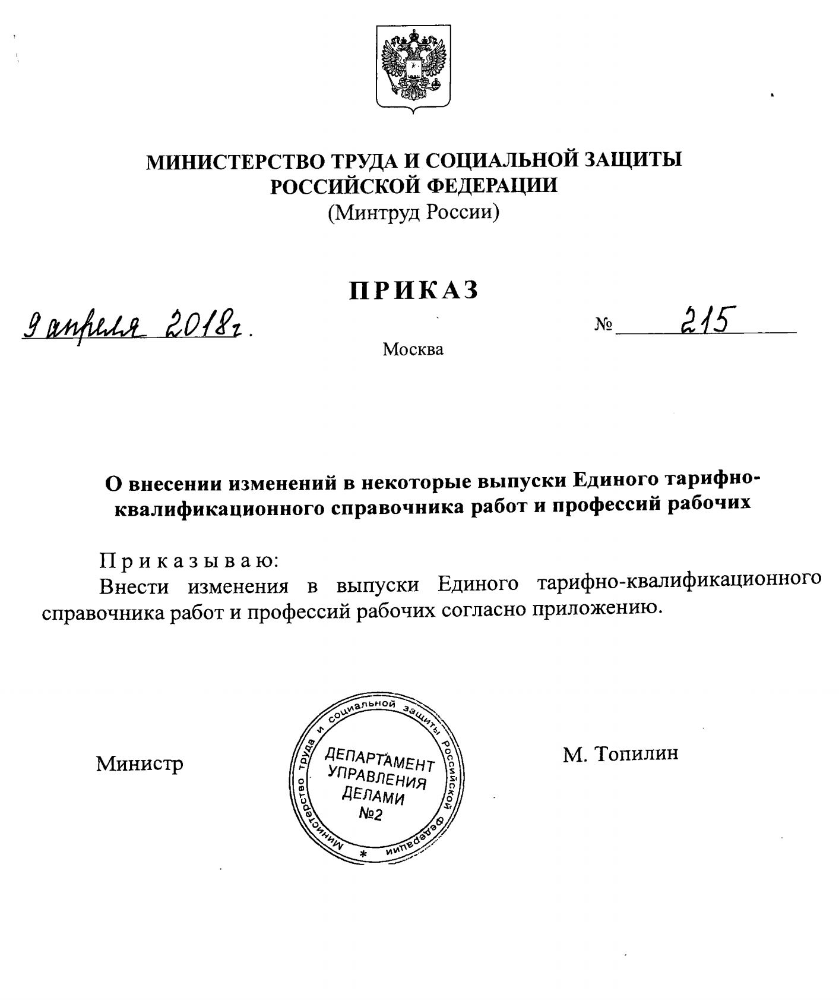 МИНИСТЕРСТВО ТРУДА И СОЦИАЛЬНОЙ ЗАЩИТЫ
РОССИЙСКОЙ ФЕДЕРАЦИИ
(Минтруд России)
ПРИКАЗ
9 апреля 2018г.
№ 215
Москва
О внесении изменений в некоторые выпуски Единого тарифно-
квалификационного справочника работ и профессий рабочих
Приказываю:
Внести изменения в выпуски Единого тарифно-квалификационного
справочника работ и профессий рабочих согласно приложению.
Министр
М. Топилин
Министерство труда и социальной защиты Российской Федерации *
ДЕПАРТАМЕНТ
УПРАВЛЕНИЯ
ДЕЛАМИ
№2